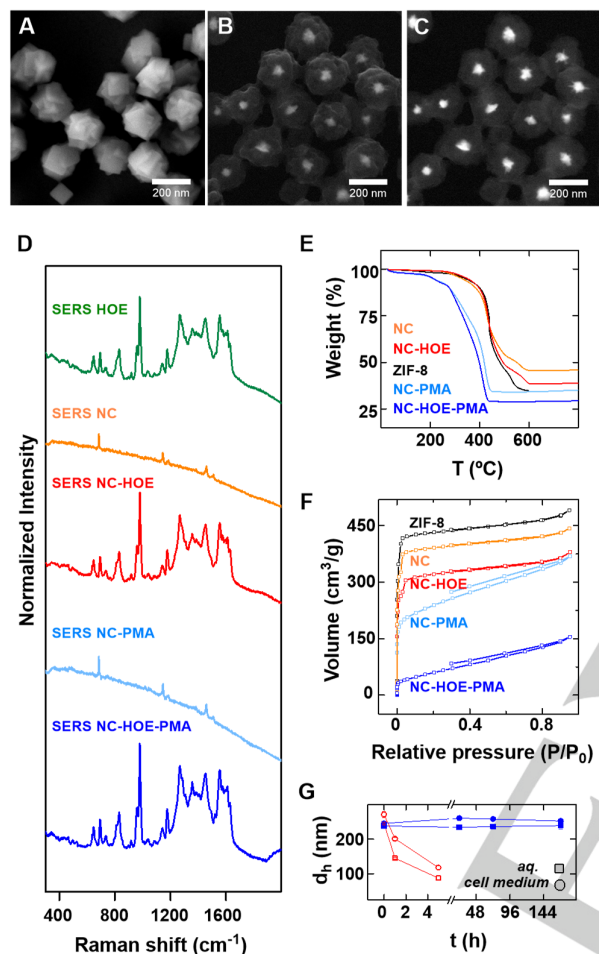 A
B
C
200 nm
200 nm
200 nm
D
SERS HOE
SERS NC
SERS NC-HOE
SERS NC-PMA
SERS NC-HOE-PMA
Normalized Intensity
300 800 1200 1600
Raman shift (cm⁻¹)
E
100
75
50
25
Weight (%)
NC
NC-HOE
ZIF-8
NC-PMA
NC-HOE-PMA
200 400 600
T (ºC)
F
450
300
150
0
Volume (cm³/g)
ZIF-8
NC
NC-HOE
NC-PMA
NC-HOE-PMA
0 0.4 0.8
Relative pressure (P/P₀)
G
200
100
dₕ (nm)
aq.
cell medium
0 2 4 48 96 144
t (h)